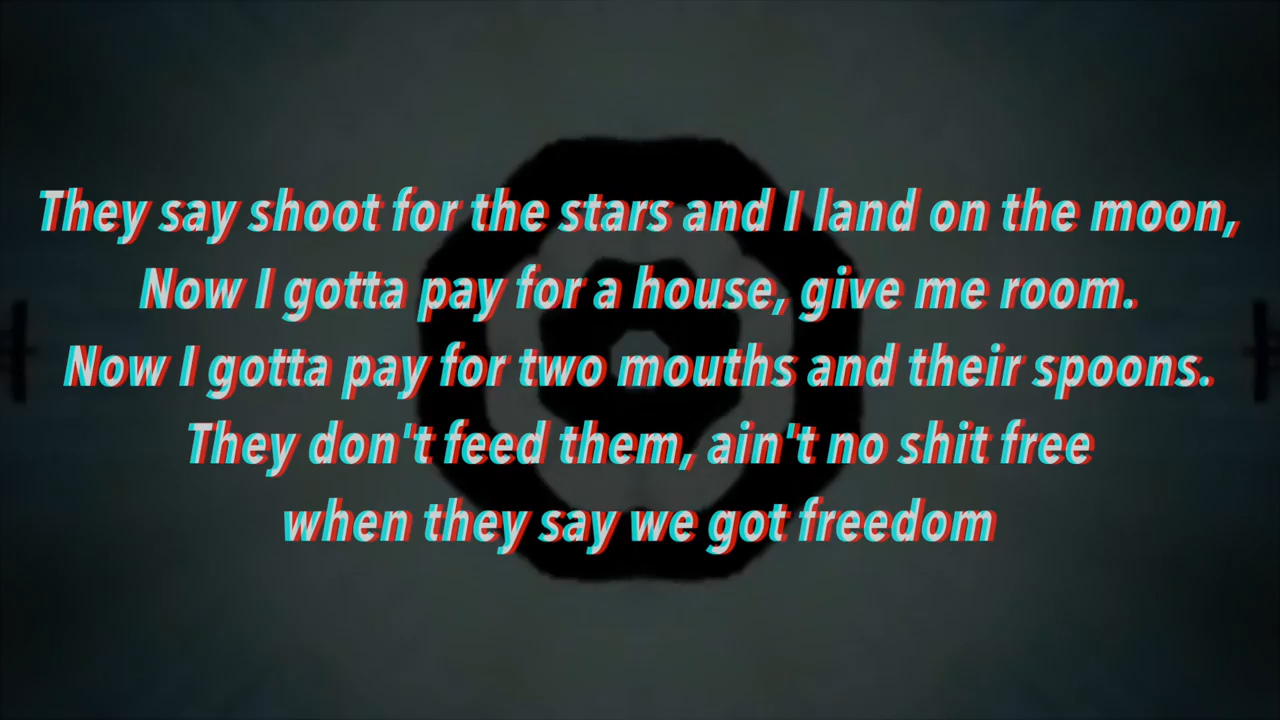 They say shoot for the stars and I land on the moon,
Now I gotta pay for a house, give me room.
Now I gotta pay for two mouths and their spoons.
They don't feed them, ain't no shit free
when they say we got freedom